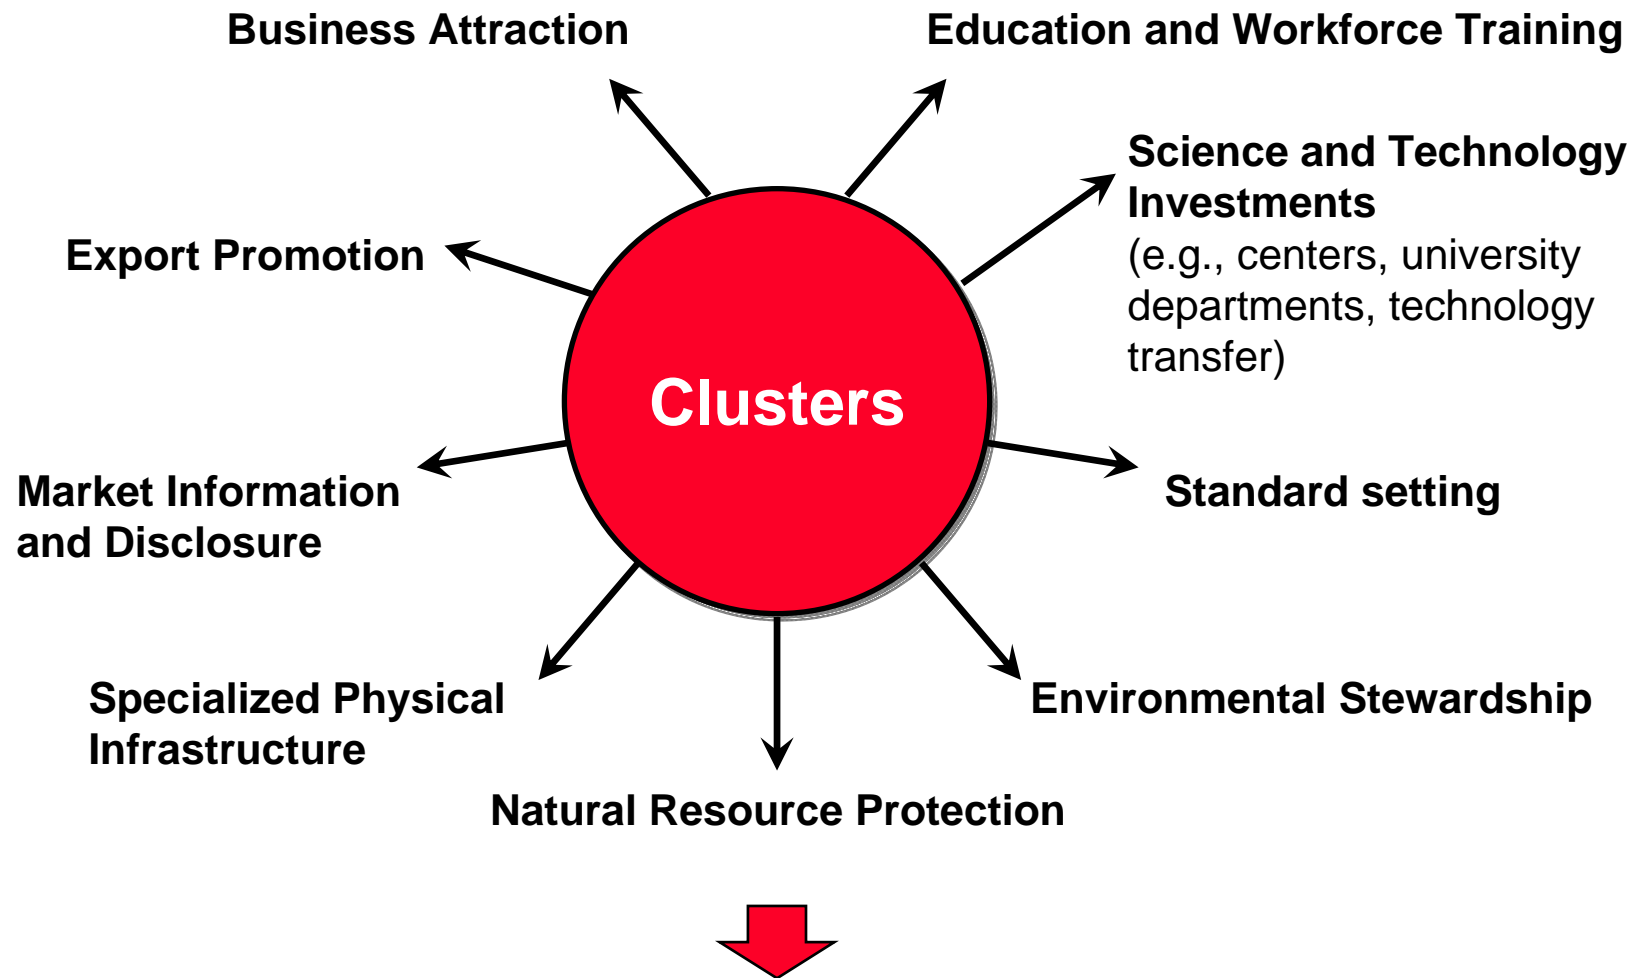 Business Attraction
Education and Workforce Training
Science and Technology
Investments
(e.g., centers, university
departments, technology
transfer)
Export Promotion
Clusters
Market Information
and Disclosure
Standard setting
Specialized Physical
Infrastructure
Environmental Stewardship
Natural Resource Protection